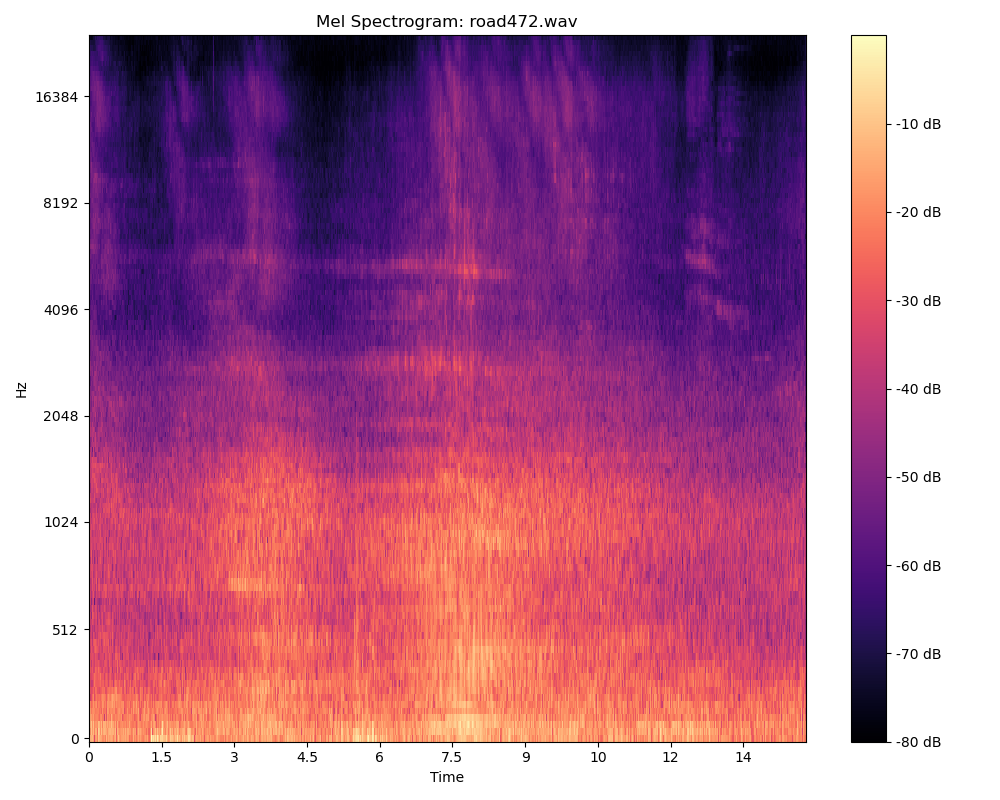 Mel Spectrogram: road472.wav
Hz
16384
8192
4096
2048
1024
512
0
0 1.5 3 4.5 6 7.5 9 10 12 14
Time
-10 dB
-20 dB
-30 dB
-40 dB
-50 dB
-60 dB
-70 dB
-80 dB